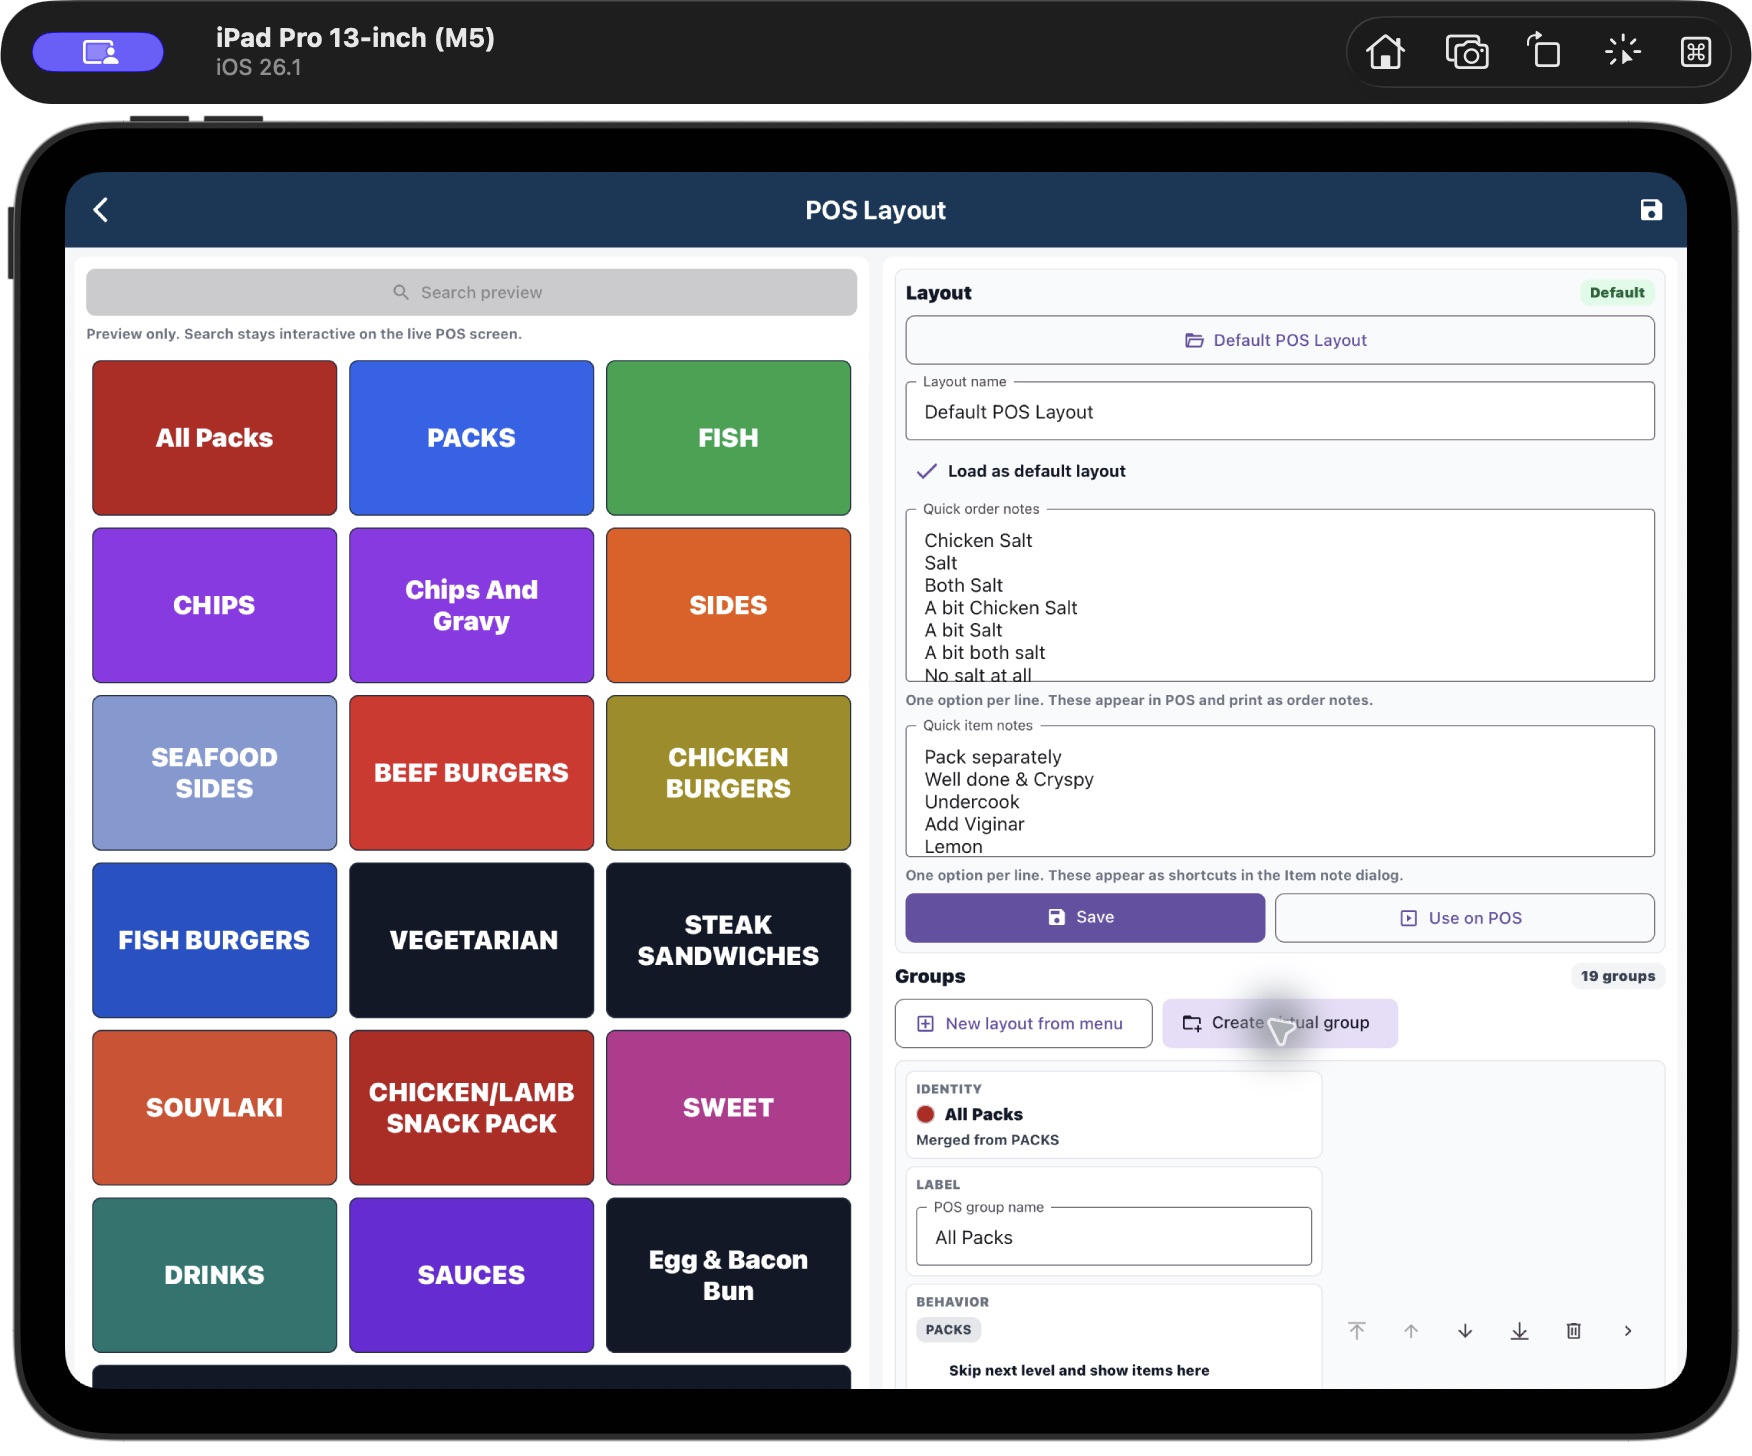 iPad Pro 13-inch (M5)
iOS 26.1
POS Layout
Search preview
Preview only. Search stays interactive on the live POS screen.
All Packs
PACKS
FISH
CHIPS
Chips And
Gravy
SIDES
SEAFOOD
SIDES
BEEF BURGERS
CHICKEN
BURGERS
FISH BURGERS
VEGETARIAN
STEAK
SANDWICHES
SOUVLAKI
CHICKEN/LAMB
SNACK PACK
SWEET
DRINKS
SAUCES
Egg & Bacon
Bun
Layout
Default
Default POS Layout
Layout name
Default POS Layout
Load as default layout
Quick order notes
Chicken Salt
Salt
Both Salt
A bit Chicken Salt
A bit Salt
A bit both salt
No salt at all
One option per line. These appear in POS and print as order notes.
Quick item notes
Pack separately
Well done & Cryspy
Undercook
Add Viginar
Lemon
One option per line. These appear as shortcuts in the Item note dialog.
Save
Use on POS
Groups
19 groups
New layout from menu
Create virtual group
IDENTITY
All Packs
Merged from PACKS
LABEL
POS group name
All Packs
BEHAVIOR
PACKS
Skip next level and show items here